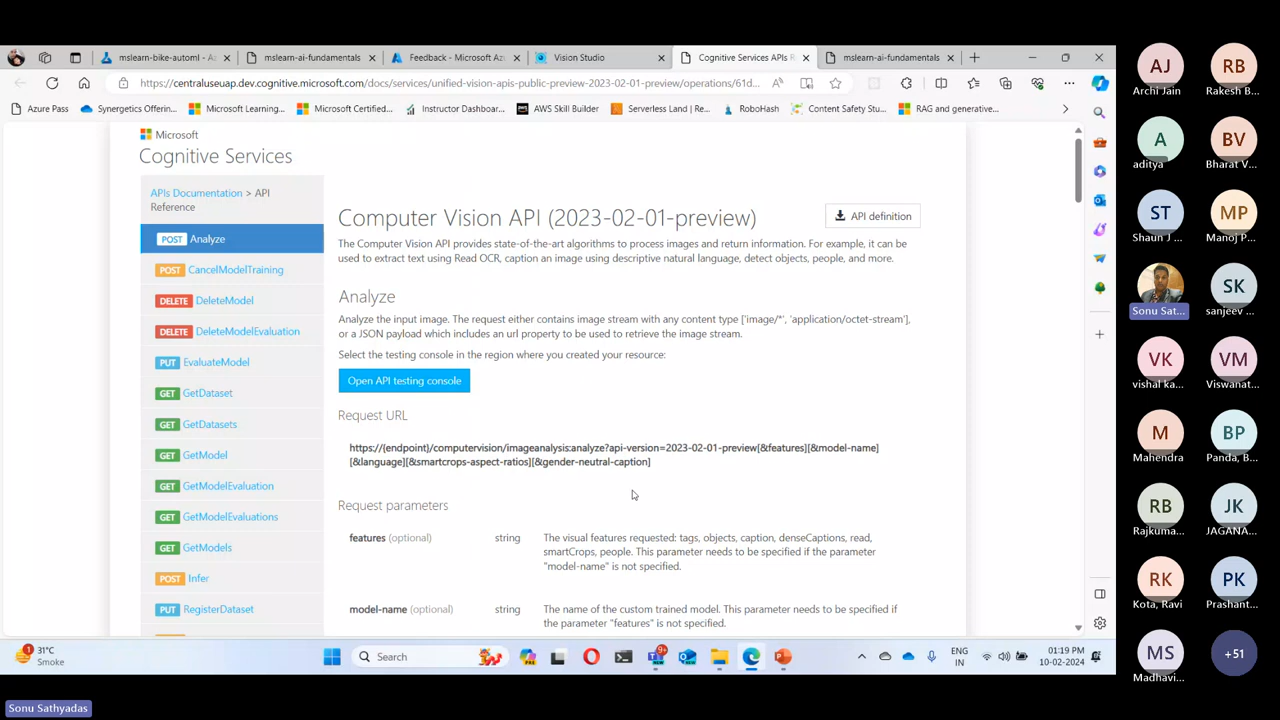 mslearn-bike-automl - Az
mslearn-ai-fundamentals
Feedback - Microsoft Azu
Vision Studio
Cognitive Services APIs R
mslearn-ai-fundamentals
https://centraluseuap.dev.cognitive.microsoft.com/docs/services/unified-vision-apis-public-preview-2023-02-01-preview/operations/61d...
Azure Pass
Synergetics Offerin...
Microsoft Learning...
Microsoft Certified...
Instructor Dashboar...
AWS Skill Builder
Serverless Land | Re...
RoboHash
Content Safety Stu...
RAG and generative...
Microsoft
Cognitive Services
APIs Documentation > API
Reference
POST Analyze
POST CancelModelTraining
DELETE DeleteModel
DELETE DeleteModelEvaluation
PUT EvaluateModel
GET GetDataset
GET GetDatasets
GET GetModel
GET GetModelEvaluation
GET GetModelEvaluations
GET GetModels
POST Infer
PUT RegisterDataset
Computer Vision API (2023-02-01-preview)
API definition
The Computer Vision API provides state-of-the-art algorithms to process images and return information. For example, it can be
used to extract text using Read OCR, caption an image using descriptive natural language, detect objects, people, and more.
Analyze
Analyze the input image. The request either contains image stream with any content type ['image/*', 'application/octet-stream'],
or a JSON payload which includes an url property to be used to retrieve the image stream.
Select the testing console in the region where you created your resource:
Open API testing console
Request URL
https://{endpoint}/computervision/imageanalysis:analyze?api-version=2023-02-01-preview[&features][&model-name]
[&language][&smartcrops-aspect-ratios][&gender-neutral-caption]
Request parameters
features (optional) string The visual features requested: tags, objects, caption, denseCaptions, read,
smartCrops, people. This parameter needs to be specified if the parameter
"model-name" is not specified.
model-name (optional) string The name of the custom trained model. This parameter needs to be specified if
the parameter "features" is not specified.
1
31°C
Smoke
Search
9+
ENG
IN
01:19 PM
10-02-2024
AJ
Archi Jain
RB
Rakesh B...
A
aditya
BV
Bharat V...
ST
Shaun J ...
MP
Manoj P...
Sonu Sat...
SK
sanjeev ...
VK
vishal ka...
VM
Viswanat...
M
Mahendra
BP
Panda, B...
RB
Rajkuma...
JK
JAGANA...
RK
Kota, Ravi
PK
Prashant...
MS
Madhavi...
+51
Sonu Sathyadas